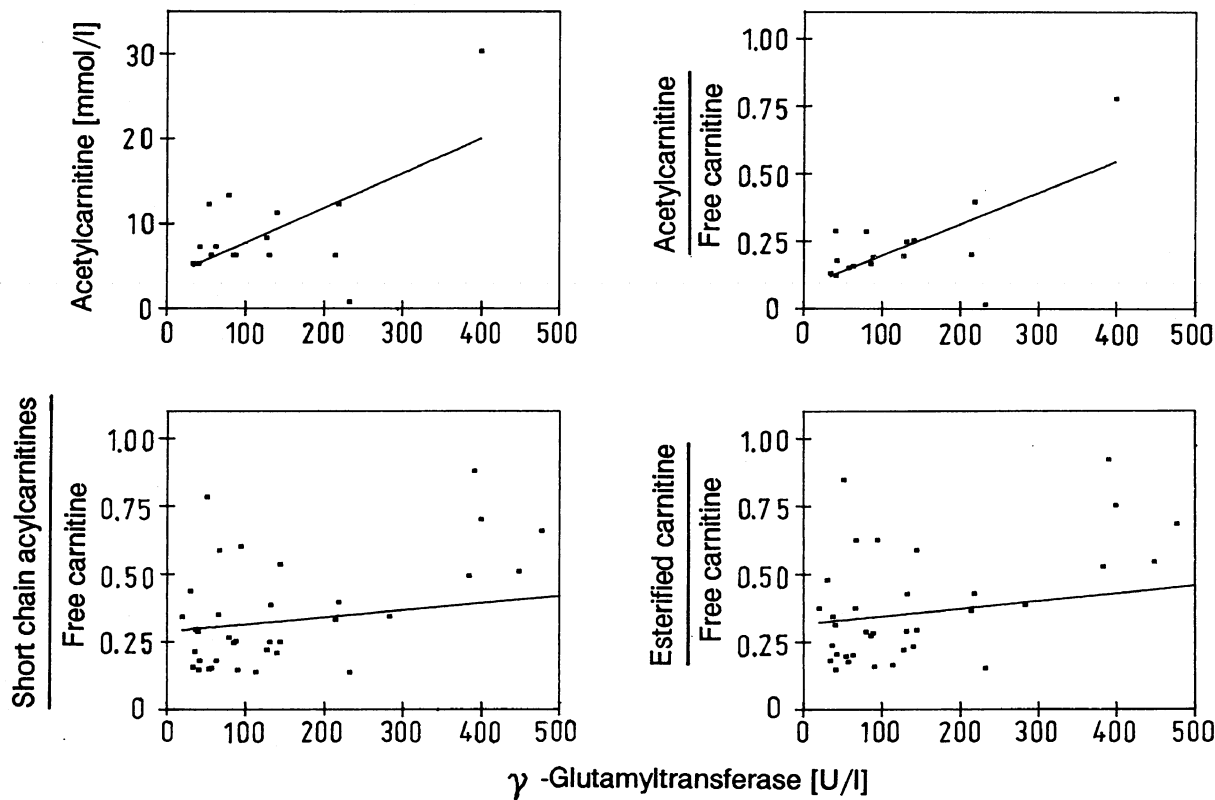 Acetylcarnitine [mmol/l]
30
20
10
0
0 100 200 300 400 500
Acetylcarnitine
Free carnitine
1.00
0.75
0.50
0.25
0
0 100 200 300 400 500
Short chain acylcarnitines
Free carnitine
1.00
0.75
0.50
0.25
0
0 100 200 300 400 500
Esterified carnitine
Free carnitine
1.00
0.75
0.50
0.25
0
0 100 200 300 400 500
γ -Glutamyltransferase [U/l]